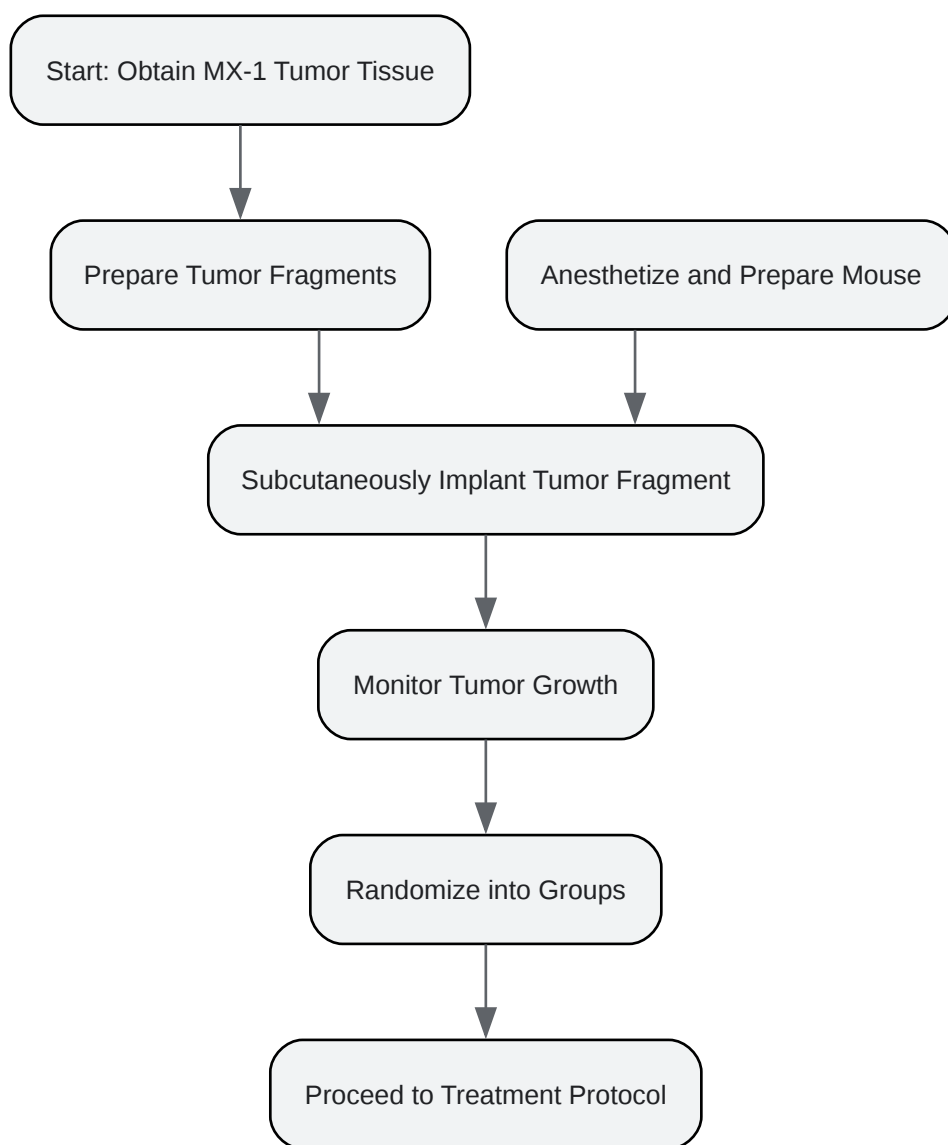 Start: Obtain MX-1 Tumor Tissue
Prepare Tumor Fragments
Anesthetize and Prepare Mouse
Subcutaneously Implant Tumor Fragment
Monitor Tumor Growth
Randomize into Groups
Proceed to Treatment Protocol